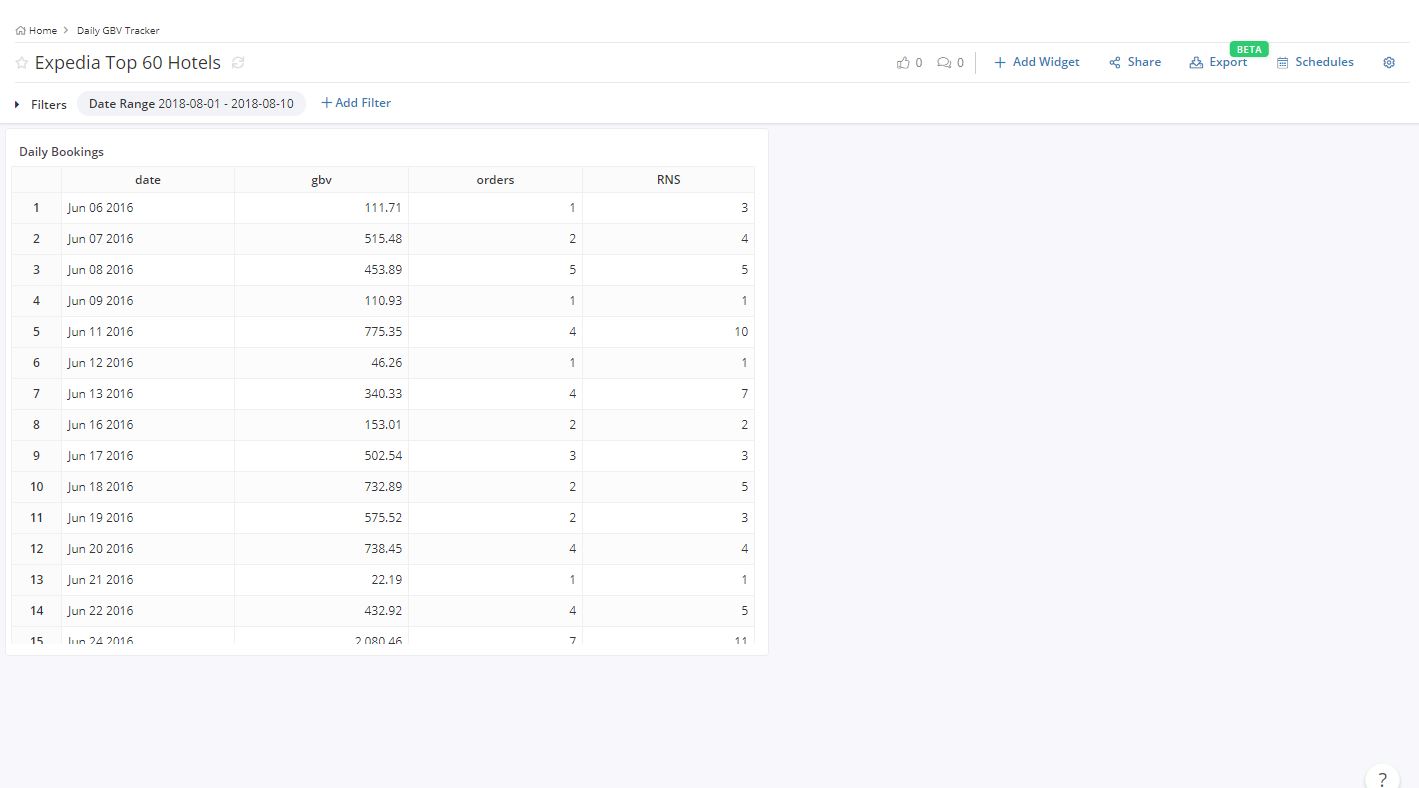 Home > Daily GBV Tracker
Expedia Top 60 Hotels 0 0 + Add Widget Share Export BETA Schedules
Filters Date Range 2018-08-01 - 2018-08-10 + Add Filter
Daily Bookings
date gbv orders RNS
1 Jun 06 2016 111.71 1 3
2 Jun 07 2016 515.48 2 4
3 Jun 08 2016 453.89 5 5
4 Jun 09 2016 110.93 1 1
5 Jun 11 2016 775.35 4 10
6 Jun 12 2016 46.26 1 1
7 Jun 13 2016 340.33 4 7
8 Jun 16 2016 153.01 2 2
9 Jun 17 2016 502.54 3 3
10 Jun 18 2016 732.89 2 5
11 Jun 19 2016 575.52 2 3
12 Jun 20 2016 738.45 4 4
13 Jun 21 2016 22.19 1 1
14 Jun 22 2016 432.92 4 5
15 Jun 24 2016 2,080.46 7 11
?